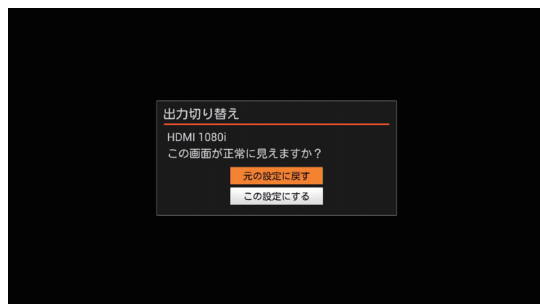 出力切り替え
HDMI 1080i
この画面が正常に見えますか？
元の設定に戻す
この設定にする